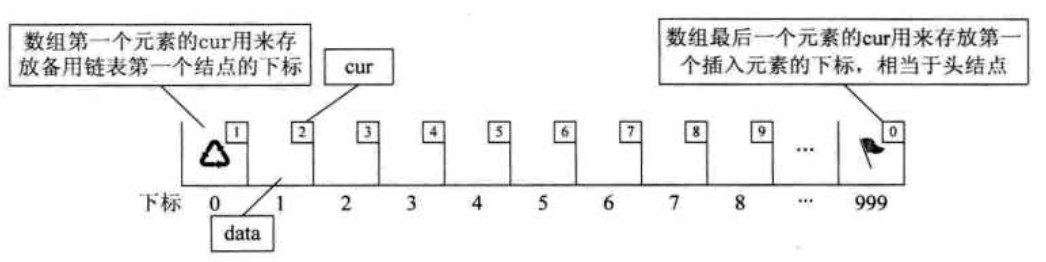 数组第一个元素的cur用来存
放备用链表第一个结点的下标
cur
数组最后一个元素的cur用来存放第一
个插入元素的下标，相当于头结点
1 2 3 4 5 6 7 8 9 ... 0
下标 0 1 2 3 4 5 6 7 8 ... 999
data